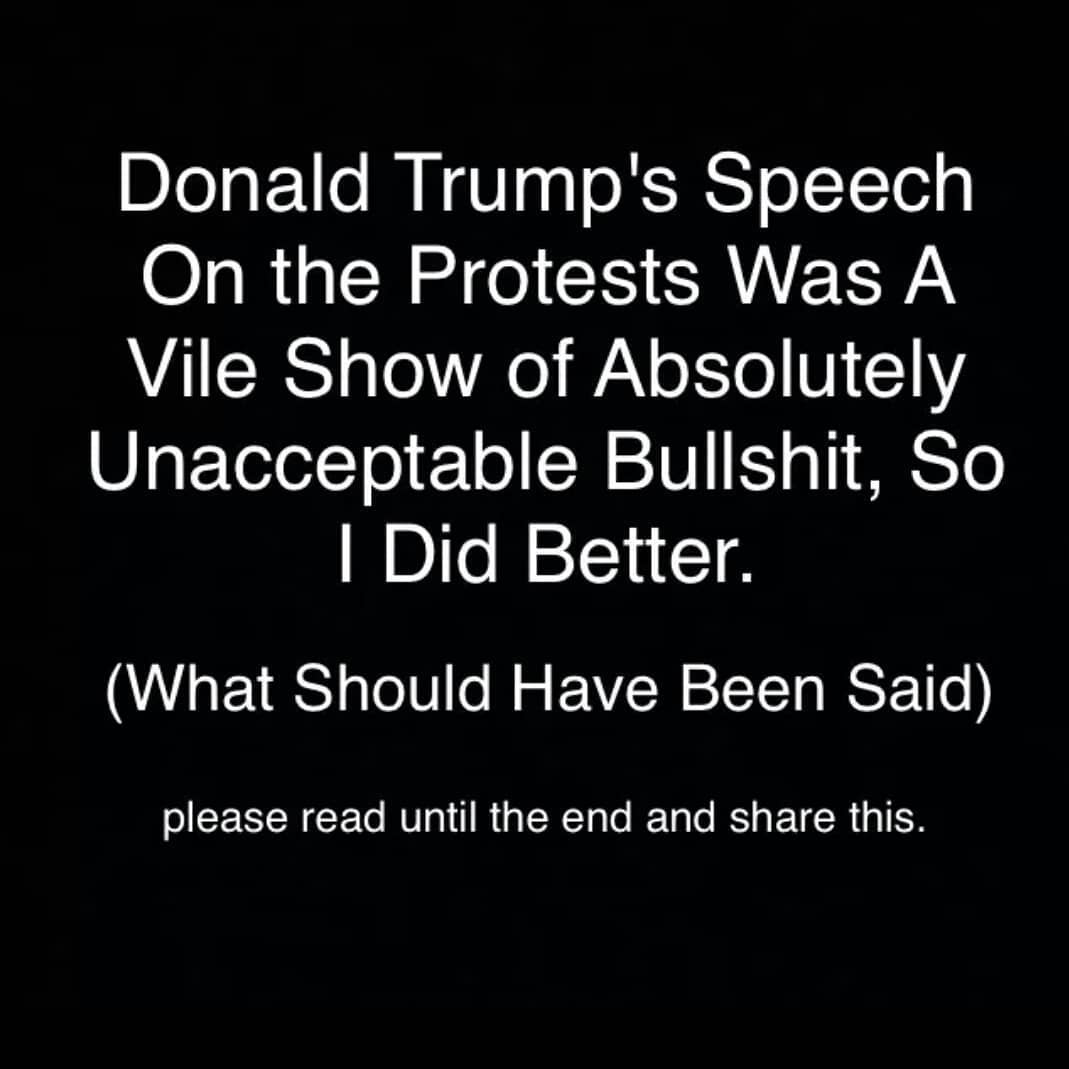 Donald Trump's Speech
On the Protests Was A
Vile Show of Absolutely
Unacceptable Bullshit, So
I Did Better.
(What Should Have Been Said)
please read until the end and share this.